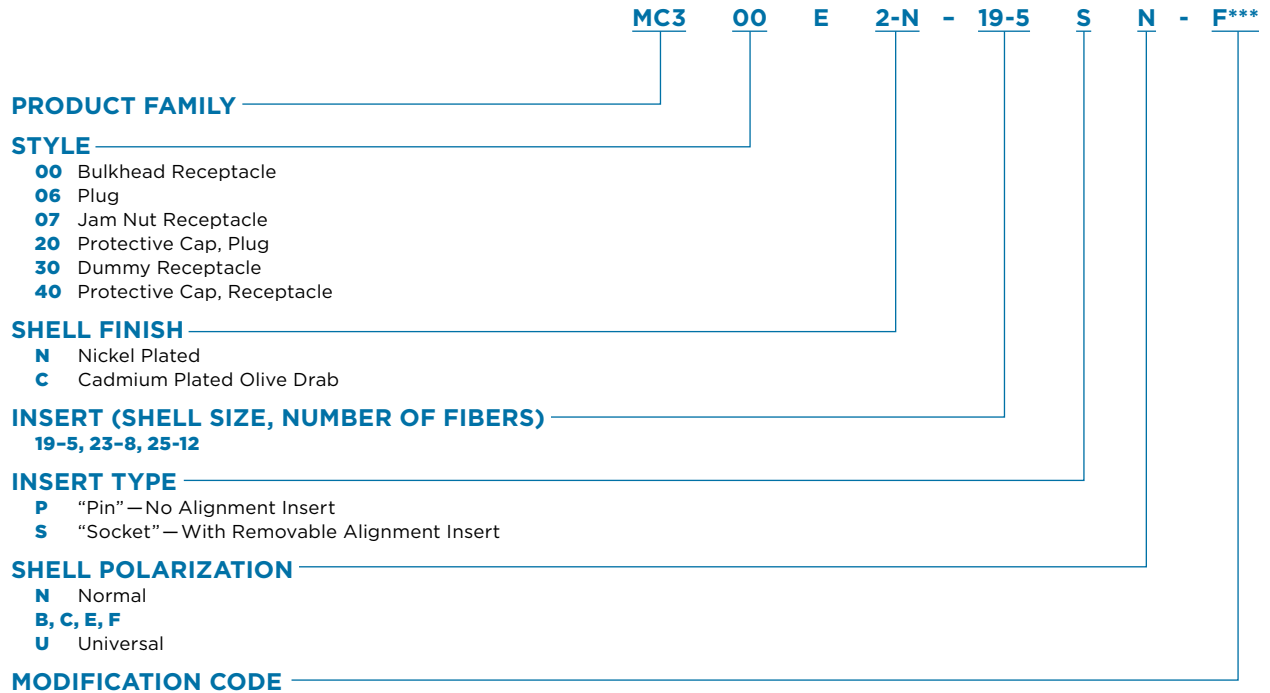 MC3 00 E 2-N – 19-5 S N - F***
PRODUCT FAMILY
STYLE
00 Bulkhead Receptacle
06 Plug
07 Jam Nut Receptacle
20 Protective Cap, Plug
30 Dummy Receptacle
40 Protective Cap, Receptacle
SHELL FINISH
N Nickel Plated
C Cadmium Plated Olive Drab
INSERT (SHELL SIZE, NUMBER OF FIBERS)
19–5, 23–8, 25-12
INSERT TYPE
P “Pin”—No Alignment Insert
S “Socket”—With Removable Alignment Insert
SHELL POLARIZATION
N Normal
B, C, E, F
U Universal
MODIFICATION CODE